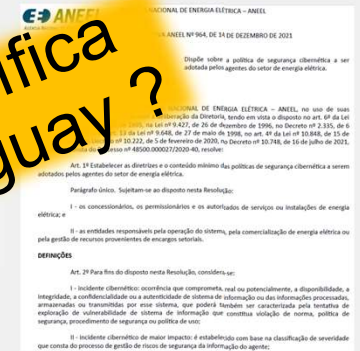 ANEEL
NACIONAL DE ENERGIA ELÉTRICA – ANEEL
ANEEL Nº 964, DE 14 DE DEZEMBRO DE 2021
ifica
guay ?
Dispõe sobre a política de segurança cibernética a ser
adotada pelos agentes do setor de energia elétrica.
NACIONAL DE ENERGIA ELÉTRICA – ANEEL, no uso de suas
deliberação da Diretoria, tendo em vista o disposto no art. 6º da Lei
Lei nº 9.427, de 26 de dezembro de 1996, no Decreto nº 2.335, de 6
da Lei nº 9.648, de 27 de maio de 1998, no art. 4º da Lei nº 10.848, de 15 de
nº 10.222, de 5 de fevereiro de 2020, no Decreto nº 10.748, de 16 de julho de 2021,
nº 48500.000027/2020-40, resolve:
Art. 1º Estabelecer as diretrizes e o conteúdo mínimo das políticas de segurança cibernética a serem
adotados pelos agentes do setor de energia elétrica.
Parágrafo único. Sujeitam-se ao disposto nesta Resolução:
I - os concessionários, os permissionários e os autorizados de serviços ou instalações de energia
elétrica; e
II - as entidades responsáveis pela operação do sistema, pela comercialização de energia elétrica ou
pela gestão de recursos provenientes de encargos setoriais.
DEFINIÇÕES
Art. 2º Para fins do disposto nesta Resolução, considera-se:
I - incidente cibernético: ocorrência que comprometa, real ou potencialmente, a disponibilidade, a
integridade, a confidencialidade ou a autenticidade de sistema de informação ou das informações processadas,
armazenadas ou transmitidas por esse sistema, que poderá também ser caracterizada pela tentativa de
exploração de vulnerabilidade de sistema de informação que constitua violação de norma, política de
segurança, procedimento de segurança ou política de uso;
II - incidente cibernético de maior impacto: é estabelecido com base na classificação de severidade
que consta do processo de gestão de riscos de segurança da informação do agente;